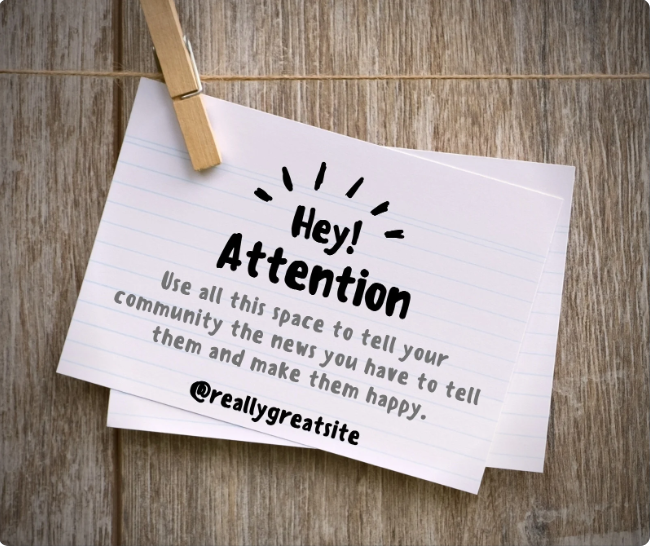 Hey!
Attention
Use all this space to tell your
community the news you have to tell
them and make them happy.
@reallygreatsite